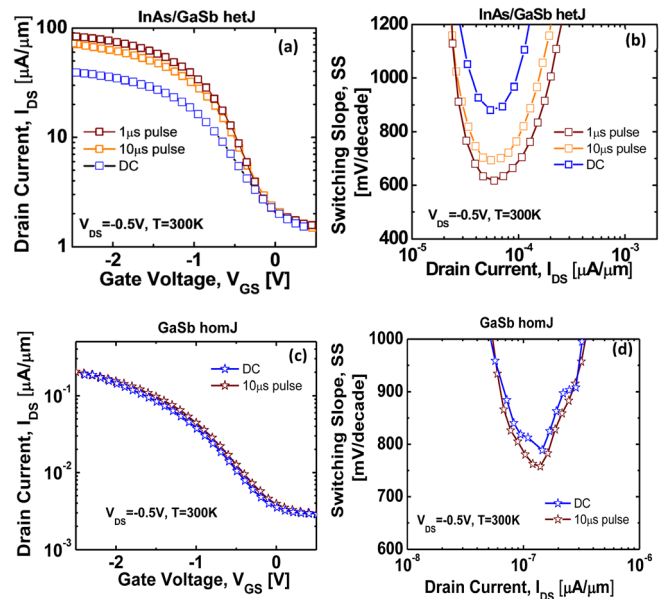 InAs/GaSb hetJ
(a)
Drain Current, I_DS [µA/µm]
100
10
1
1µs pulse
10µs pulse
DC
V_DS=-0.5V, T=300K
-2 -1 0
Gate Voltage, V_GS [V]
InAs/GaSb hetJ
(b)
Switching Slope, SS
[mV/decade]
1200
1000
800
600
400
1µs pulse
10µs pulse
DC
V_DS=-0.5V, T=300K
10^-5 10^-4 10^-3
Drain Current, I_DS [µA/µm]
GaSb homJ
(c)
Drain Current, I_DS [µA/µm]
10^-1
10^-2
10^-3
DC
10µs pulse
V_DS=-0.5V, T=300K
-2 -1 0
Gate Voltage, V_GS [V]
GaSb homJ
(d)
Switching Slope, SS
[mV/decade]
1000
900
800
700
600
DC
10µs pulse
V_DS=-0.5V, T=300K
10^-8 10^-7 10^-6
Drain Current, I_DS [µA/µm]